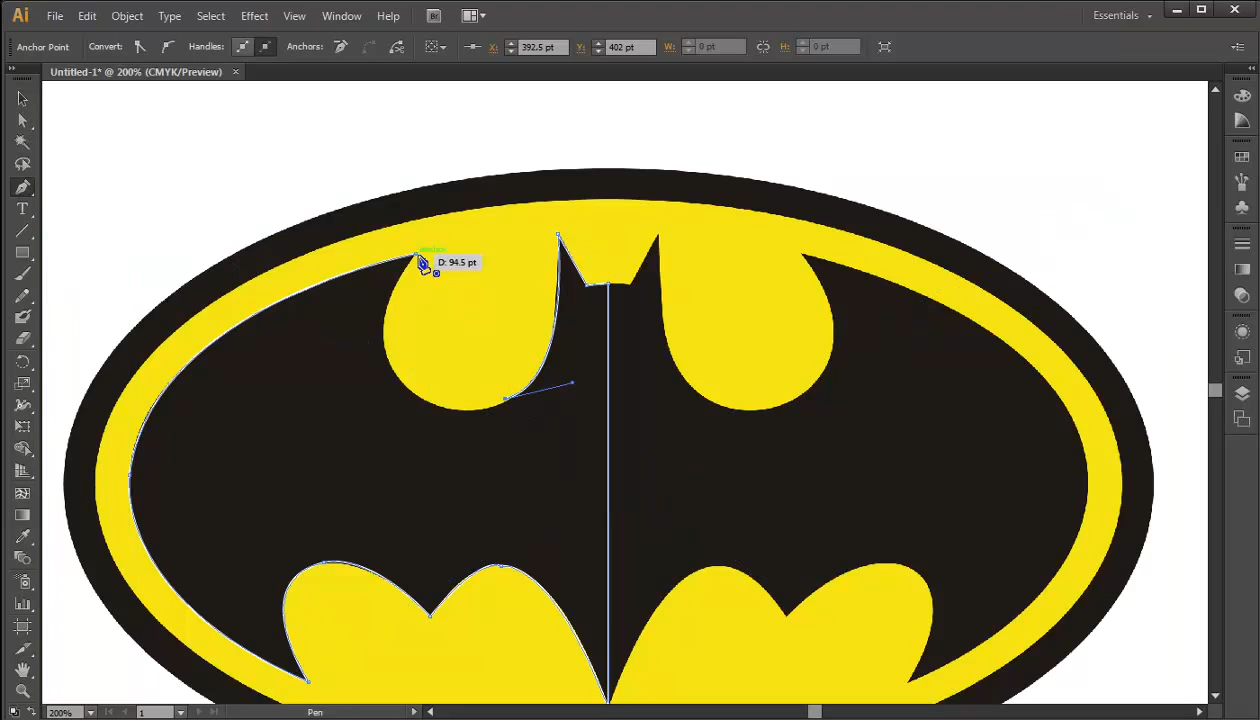 Ai File Edit Object Type Select Effect View Window Help Br Essentials
Anchor Point Convert: Handles: Anchors: X: 392.5 pt Y: 402 pt W: 0 pt H: 0 pt
Untitled-1* @ 200% (CMYK/Preview) ×
D: 94.5 pt
200% 1 Pen